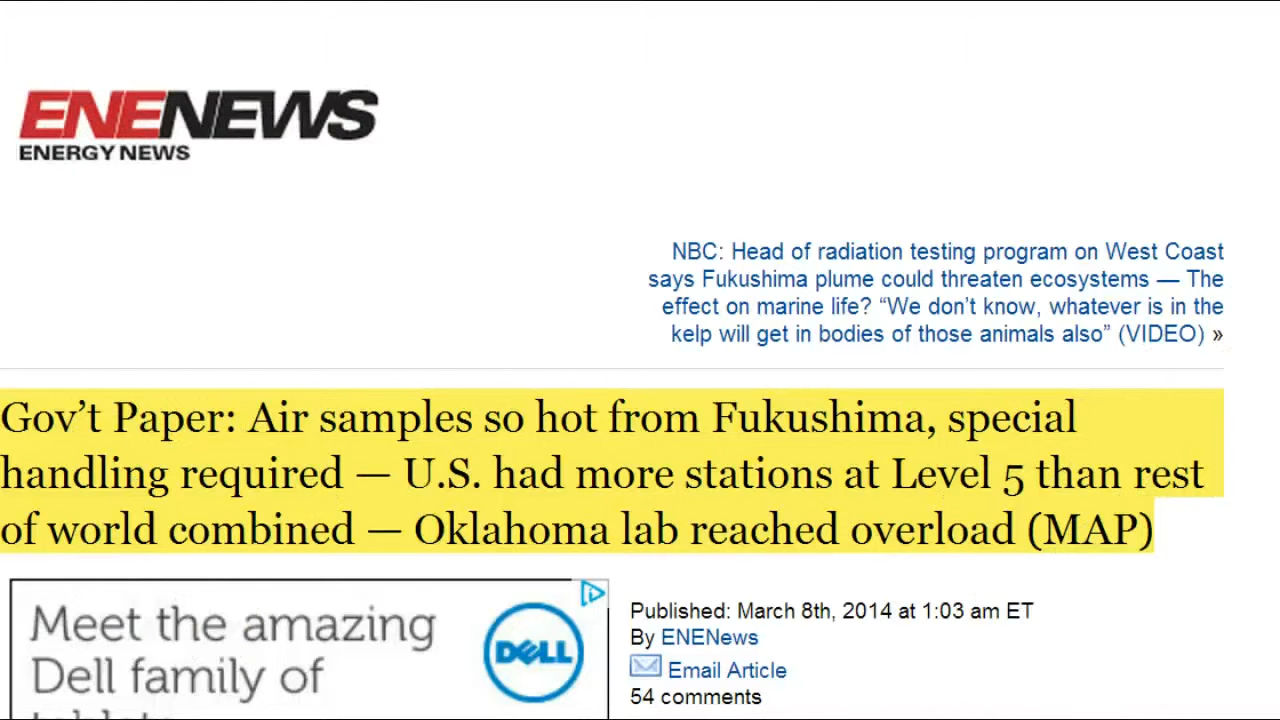 ENENEWS
ENERGY NEWS
NBC: Head of radiation testing program on West Coast
says Fukushima plume could threaten ecosystems — The
effect on marine life? “We don’t know, whatever is in the
kelp will get in bodies of those animals also” (VIDEO) »
Gov’t Paper: Air samples so hot from Fukushima, special
handling required — U.S. had more stations at Level 5 than rest
of world combined — Oklahoma lab reached overload (MAP)
Meet the amazing
Dell family of
DELL
Published: March 8th, 2014 at 1:03 am ET
By ENENews
Email Article
54 comments